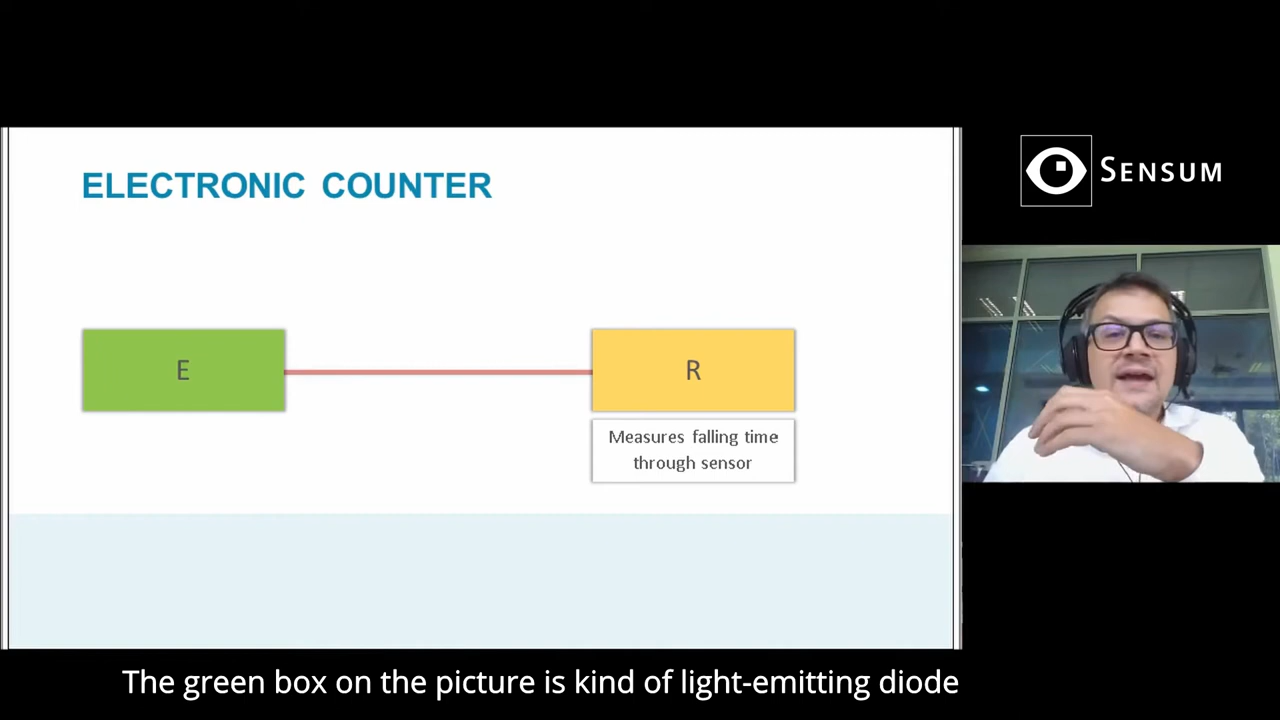 ELECTRONIC COUNTER
SENSUM
E
R
Measures falling time
through sensor
The green box on the picture is kind of light-emitting diode